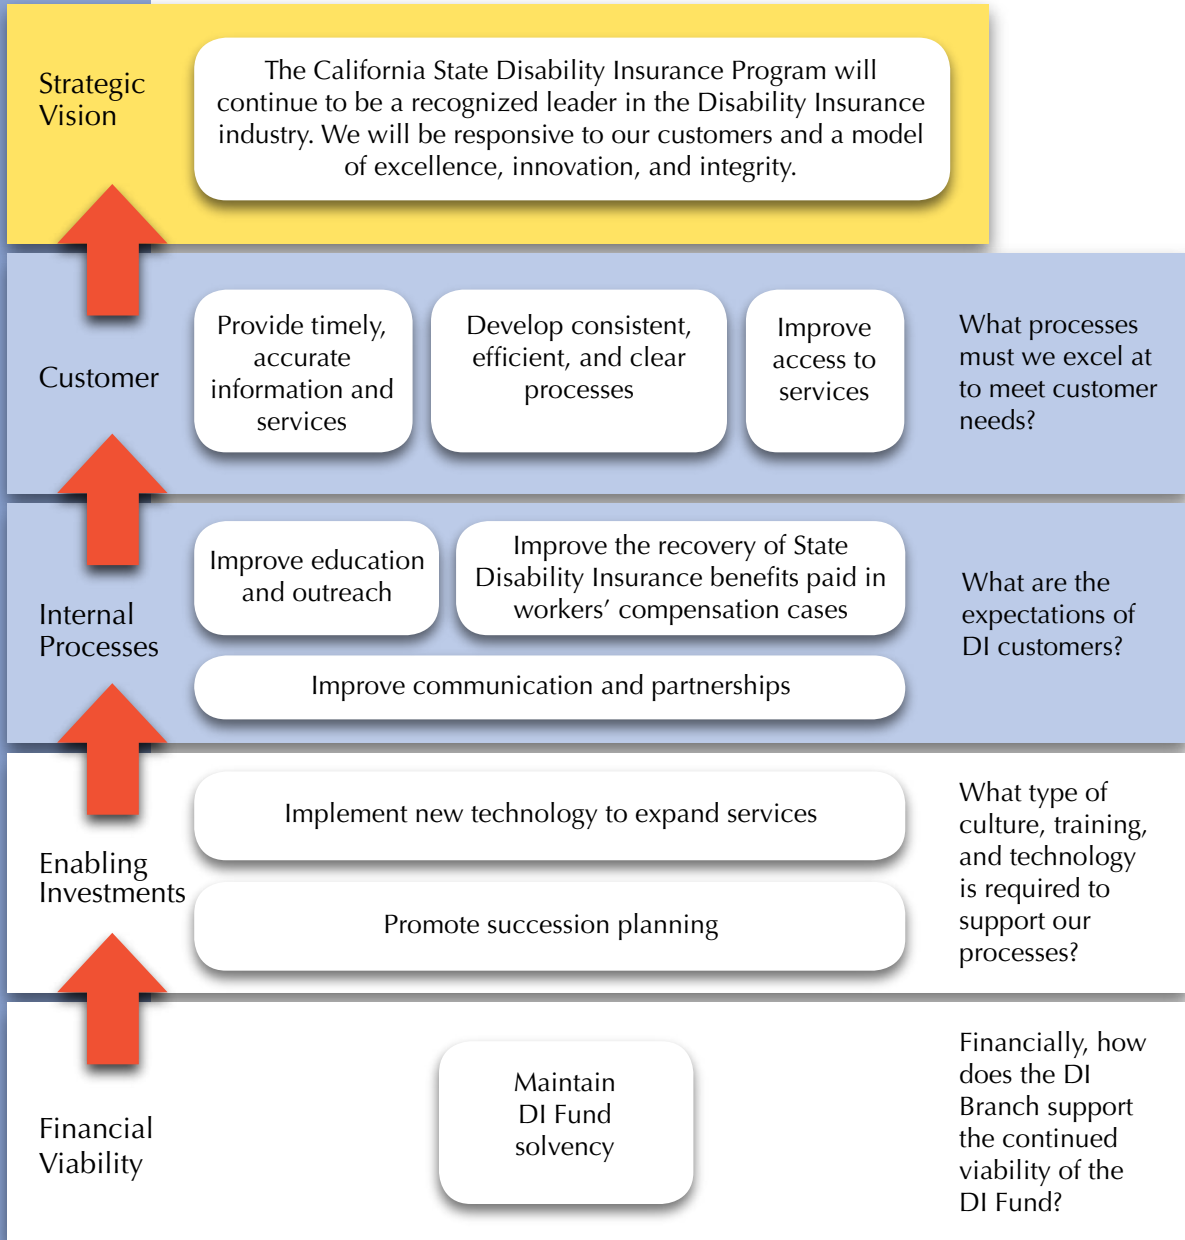 Strategic
Vision
The California State Disability Insurance Program will
continue to be a recognized leader in the Disability Insurance
industry. We will be responsive to our customers and a model
of excellence, innovation, and integrity.
Customer
Provide timely,
accurate
information and
services
Develop consistent,
efficient, and clear
processes
Improve
access to
services
What processes
must we excel at
to meet customer
needs?
Internal
Processes
Improve education
and outreach
Improve the recovery of State
Disability Insurance benefits paid in
workers’ compensation cases
Improve communication and partnerships
What are the
expectations of
DI customers?
Enabling
Investments
Implement new technology to expand services
Promote succession planning
What type of
culture, training,
and technology
is required to
support our
processes?
Financial
Viability
Maintain
DI Fund
solvency
Financially, how
does the DI
Branch support
the continued
viability of the
DI Fund?